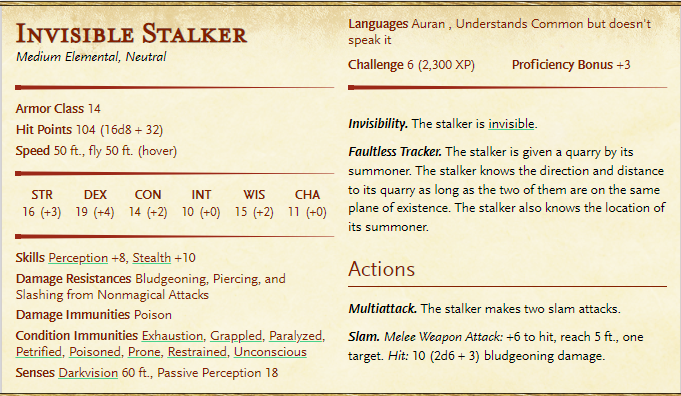 Invisible Stalker
Medium Elemental, Neutral
Armor Class 14
Hit Points 104 (16d8 + 32)
Speed 50 ft., fly 50 ft. (hover)
STR DEX CON INT WIS CHA
16 (+3) 19 (+4) 14 (+2) 10 (+0) 15 (+2) 11 (+0)
Skills Perception +8, Stealth +10
Damage Resistances Bludgeoning, Piercing, and
Slashing from Nonmagical Attacks
Damage Immunities Poison
Condition Immunities Exhaustion, Grappled, Paralyzed,
Petrified, Poisoned, Prone, Restrained, Unconscious
Senses Darkvision 60 ft., Passive Perception 18
Languages Auran , Understands Common but doesn't
speak it
Challenge 6 (2,300 XP) Proficiency Bonus +3
Invisibility. The stalker is invisible.
Faultless Tracker. The stalker is given a quarry by its
summoner. The stalker knows the direction and distance
to its quarry as long as the two of them are on the same
plane of existence. The stalker also knows the location of
its summoner.
Actions
Multiattack. The stalker makes two slam attacks.
Slam. Melee Weapon Attack: +6 to hit, reach 5 ft., one
target. Hit: 10 (2d6 + 3) bludgeoning damage.